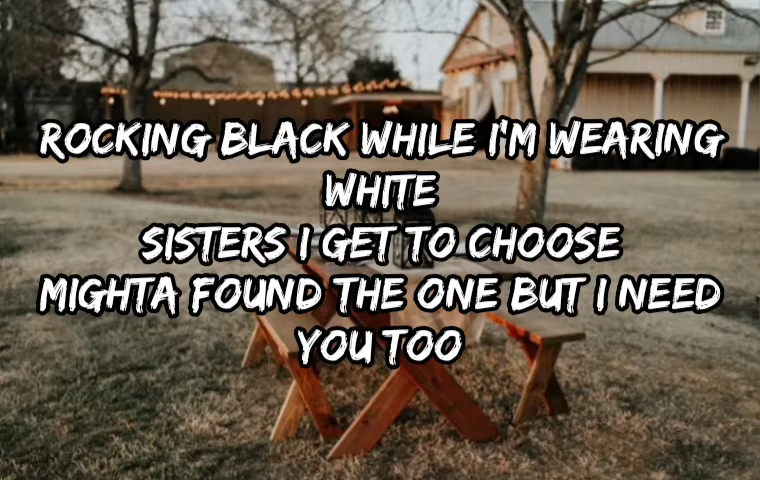 ROCKING BLACK WHILE I'M WEARING
WHITE
SISTERS I GET TO CHOOSE
MIGHTA FOUND THE ONE BUT I NEED
YOU TOO